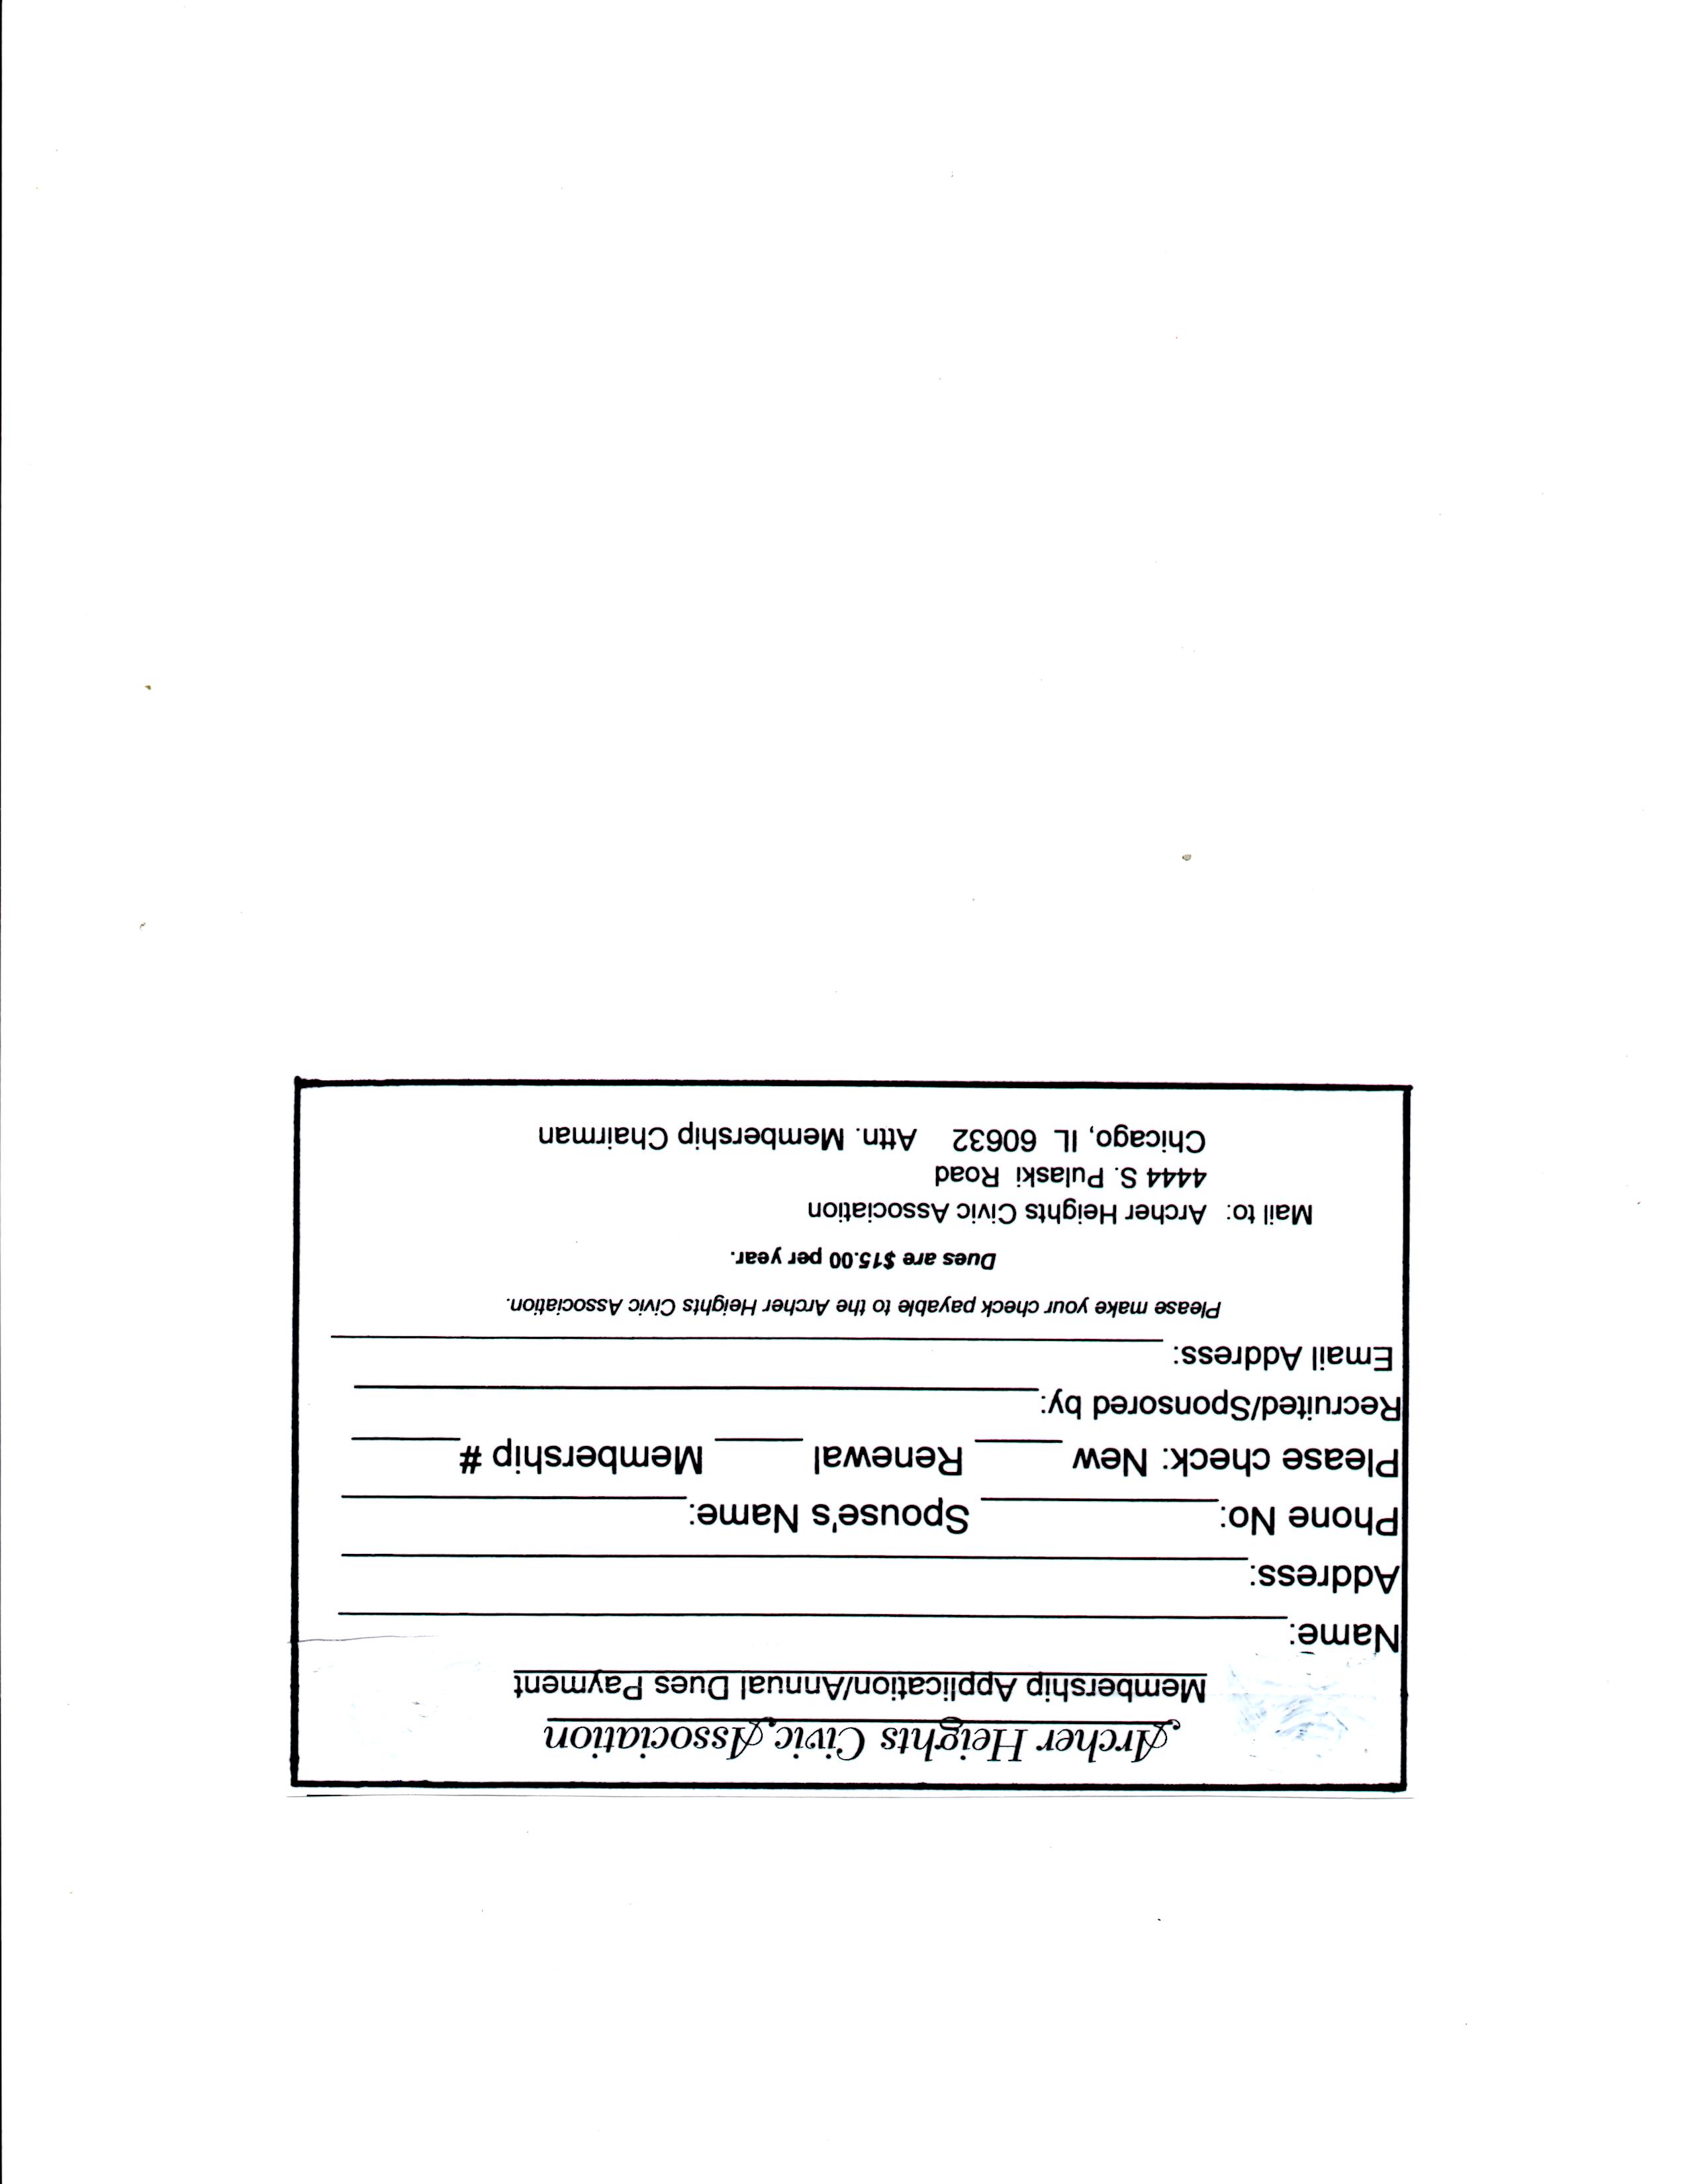 Archer Heights Civic Association
Membership Application/Annual Dues Payment
Name:
Address:
Phone No: Spouse's Name:
Please check: New Renewal Membership #
Recruited/Sponsored by:
Email Address:
Please make your check payable to the Archer Heights Civic Association.
Dues are $15.00 per year.
Mail to: Archer Heights Civic Association
4444 S. Pulaski Road
Chicago, IL 60632 Attn. Membership Chairman